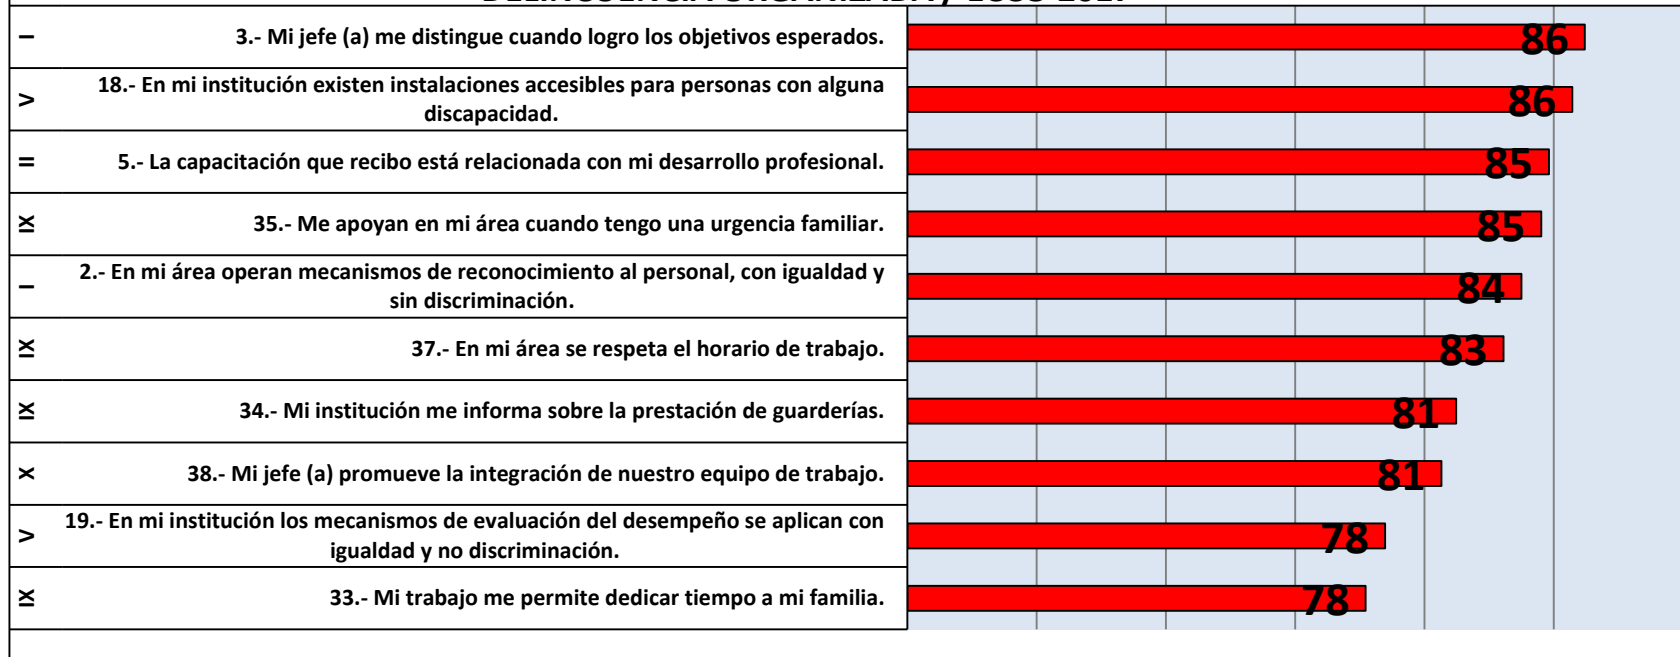 I 3.- Mi jefe (a) me distingue cuando logro los objetivos esperados. 86
V 18.- En mi institución existen instalaciones accesibles para personas con alguna
discapacidad. 86
II 5.- La capacitación que recibo está relacionada con mi desarrollo profesional. 85
IX 35.- Me apoyan en mi área cuando tengo una urgencia familiar. 85
I 2.- En mi área operan mecanismos de reconocimiento al personal, con igualdad y
sin discriminación. 84
IX 37.- En mi área se respeta el horario de trabajo. 83
IX 34.- Mi institución me informa sobre la prestación de guarderías. 81
X 38.- Mi jefe (a) promueve la integración de nuestro equipo de trabajo. 81
V 19.- En mi institución los mecanismos de evaluación del desempeño se aplican con
igualdad y no discriminación. 78
IX 33.- Mi trabajo me permite dedicar tiempo a mi familia. 78